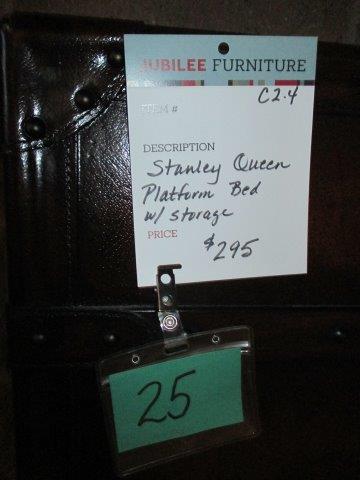 JUBILEE FURNITURE
C2.4
ITEM #
DESCRIPTION
Stanley Queen
Platform Bed
w/ storage
PRICE
$295
25